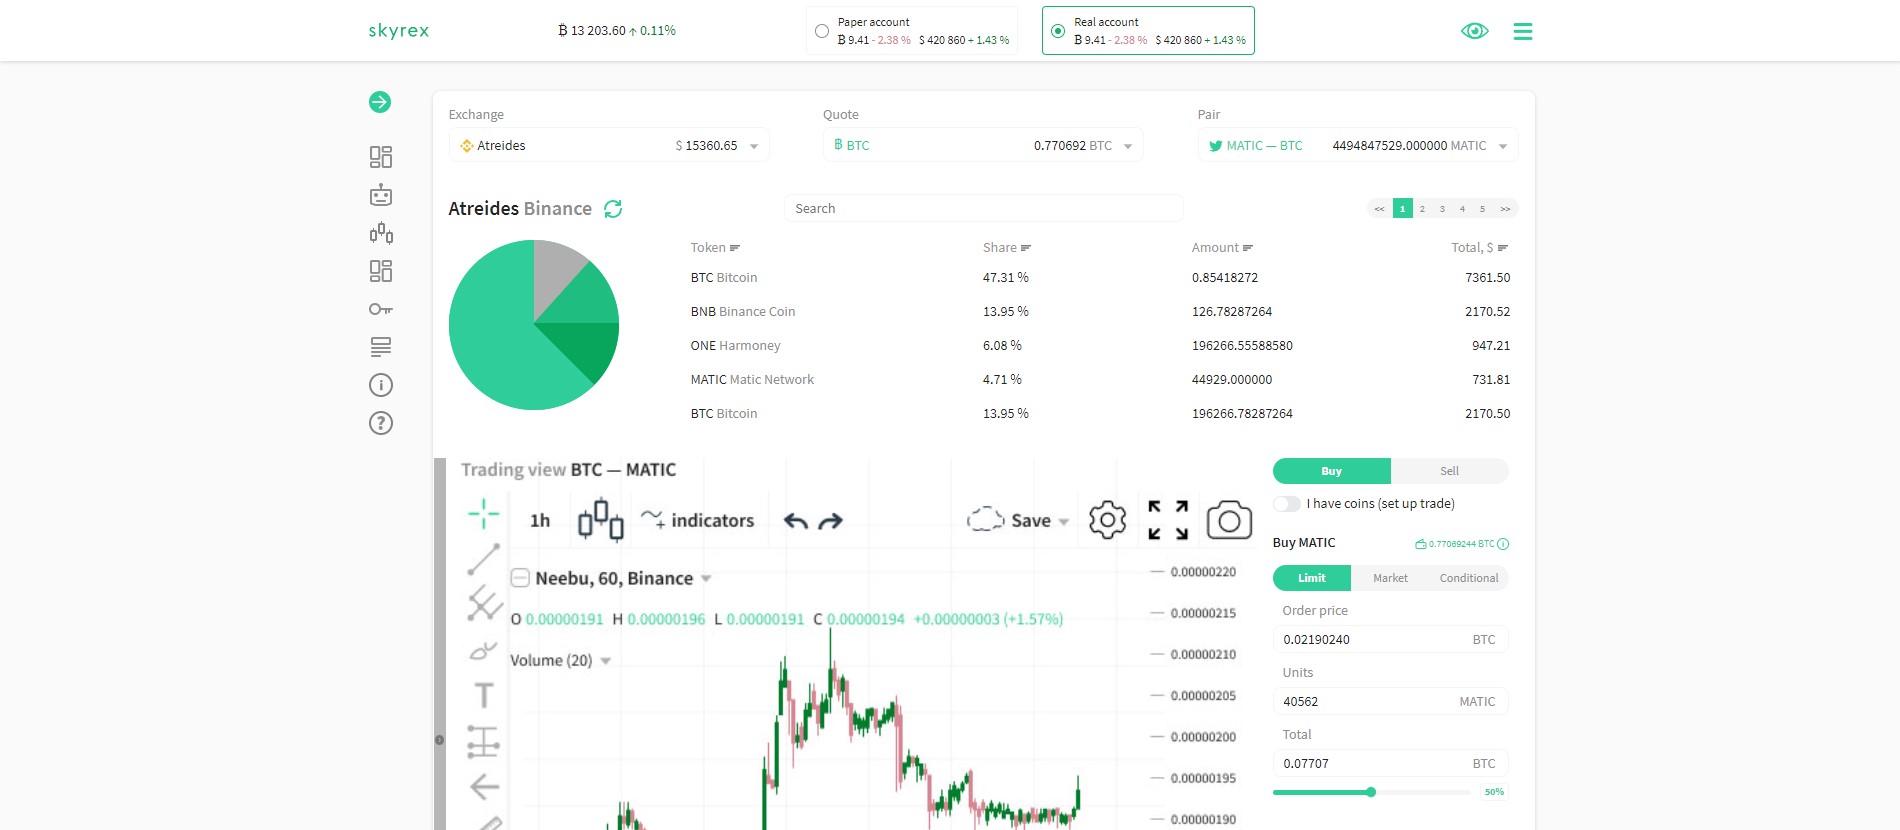 skyrex
₿ 13 203.60 ↑ 0.11%
Paper account
₿ 9.41 - 2.38 % $ 420 860 + 1.43 %
Real account
₿ 9.41 - 2.38 % $ 420 860 + 1.43 %
Exchange
Atreides $ 15360.65
Quote
₿ BTC 0.770692 BTC
Pair
MATIC — BTC 4494847529.000000 MATIC
Atreides Binance
Search
<< 1 2 3 4 5 >>
Token Share Amount Total, $
BTC Bitcoin 47.31 % 0.85418272 7361.50
BNB Binance Coin 13.95 % 126.78287264 2170.52
ONE Harmoney 6.08 % 196266.55588580 947.21
MATIC Matic Network 4.71 % 44929.000000 731.81
BTC Bitcoin 13.95 % 196266.78287264 2170.50
Trading view BTC — MATIC
1h indicators Save
Neebu, 60, Binance
O 0.00000191 H 0.00000196 L 0.00000191 C 0.00000194 +0.00000003 (+1.57%)
Volume (20)
T
0.00000220
0.00000215
0.00000210
0.00000205
0.00000200
0.00000195
0.00000190
Buy Sell
I have coins (set up trade)
Buy MATIC 0.77069244 BTC
Limit Market Conditional
Order price
0.02190240 BTC
Units
40562 MATIC
Total
0.07707 BTC
50%